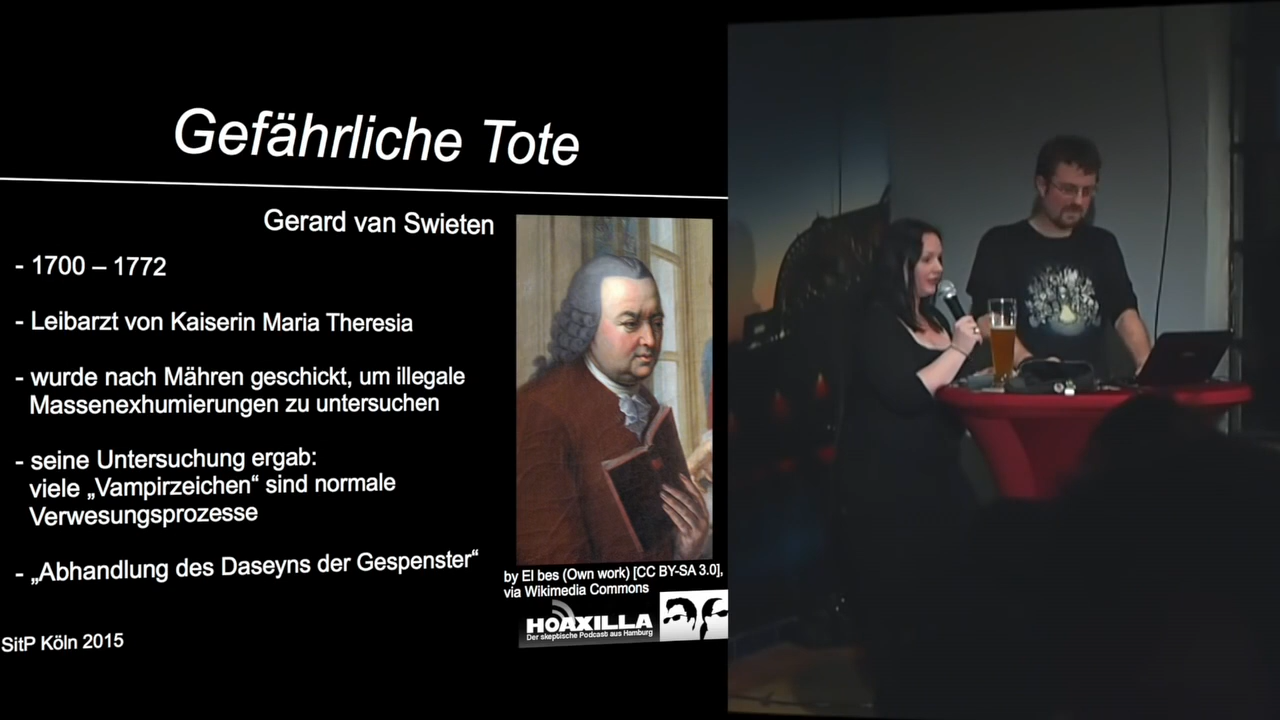 Gefährliche Tote
Gerard van Swieten
- 1700 – 1772
- Leibarzt von Kaiserin Maria Theresia
- wurde nach Mähren geschickt, um illegale
Massenexhumierungen zu untersuchen
- seine Untersuchung ergab:
viele „Vampirzeichen“ sind normale
Verwesungsprozesse
- „Abhandlung des Daseyns der Gespenster“
by El bes (Own work) [CC BY-SA 3.0],
via Wikimedia Commons
HOAXILLA
Der skeptische Podcast aus Hamburg
SitP Köln 2015